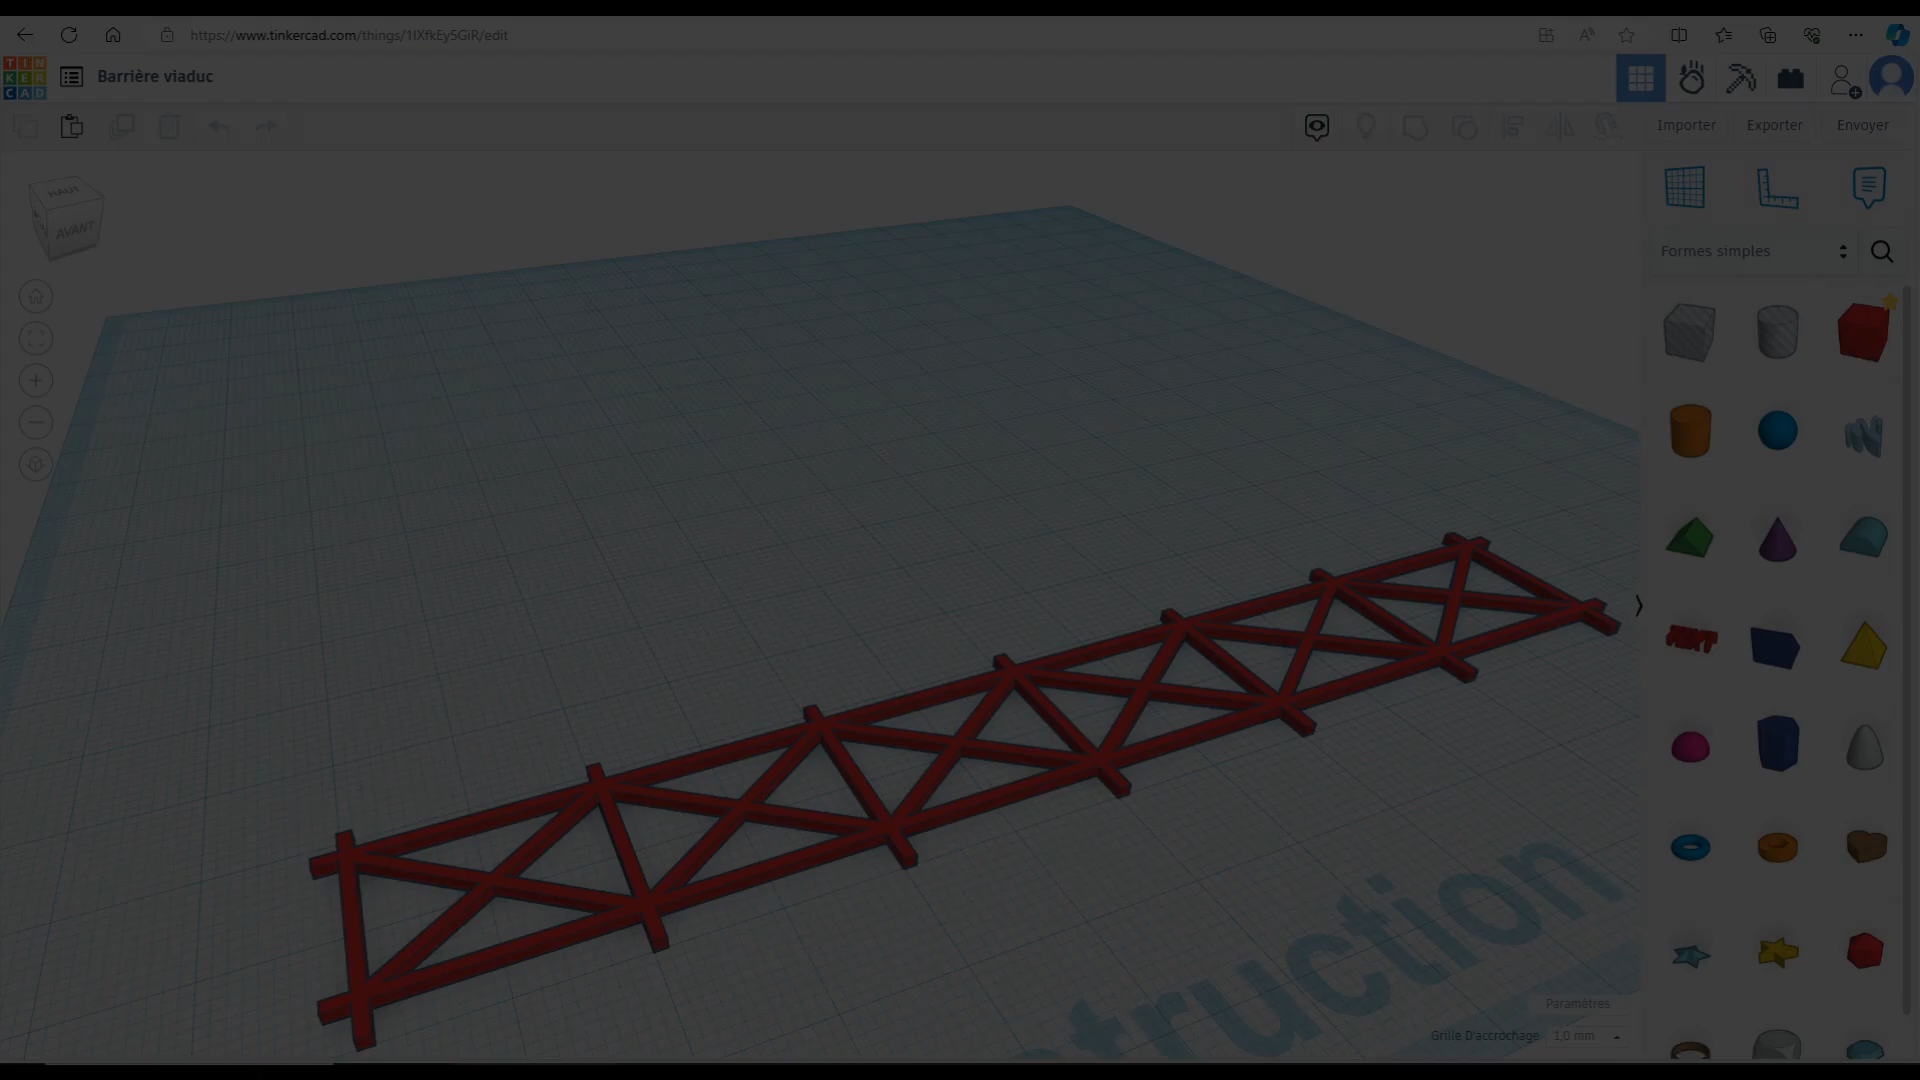 https://www.tinkercad.com/things/1IXfkEy5GiR/edit
TIN
KER
CAD
Barrière viaduc
Importer
Exporter
Envoyer
HAUT
AVANT
Formes simples
truction
Paramètres
Grille D'accrochage 1,0 mm